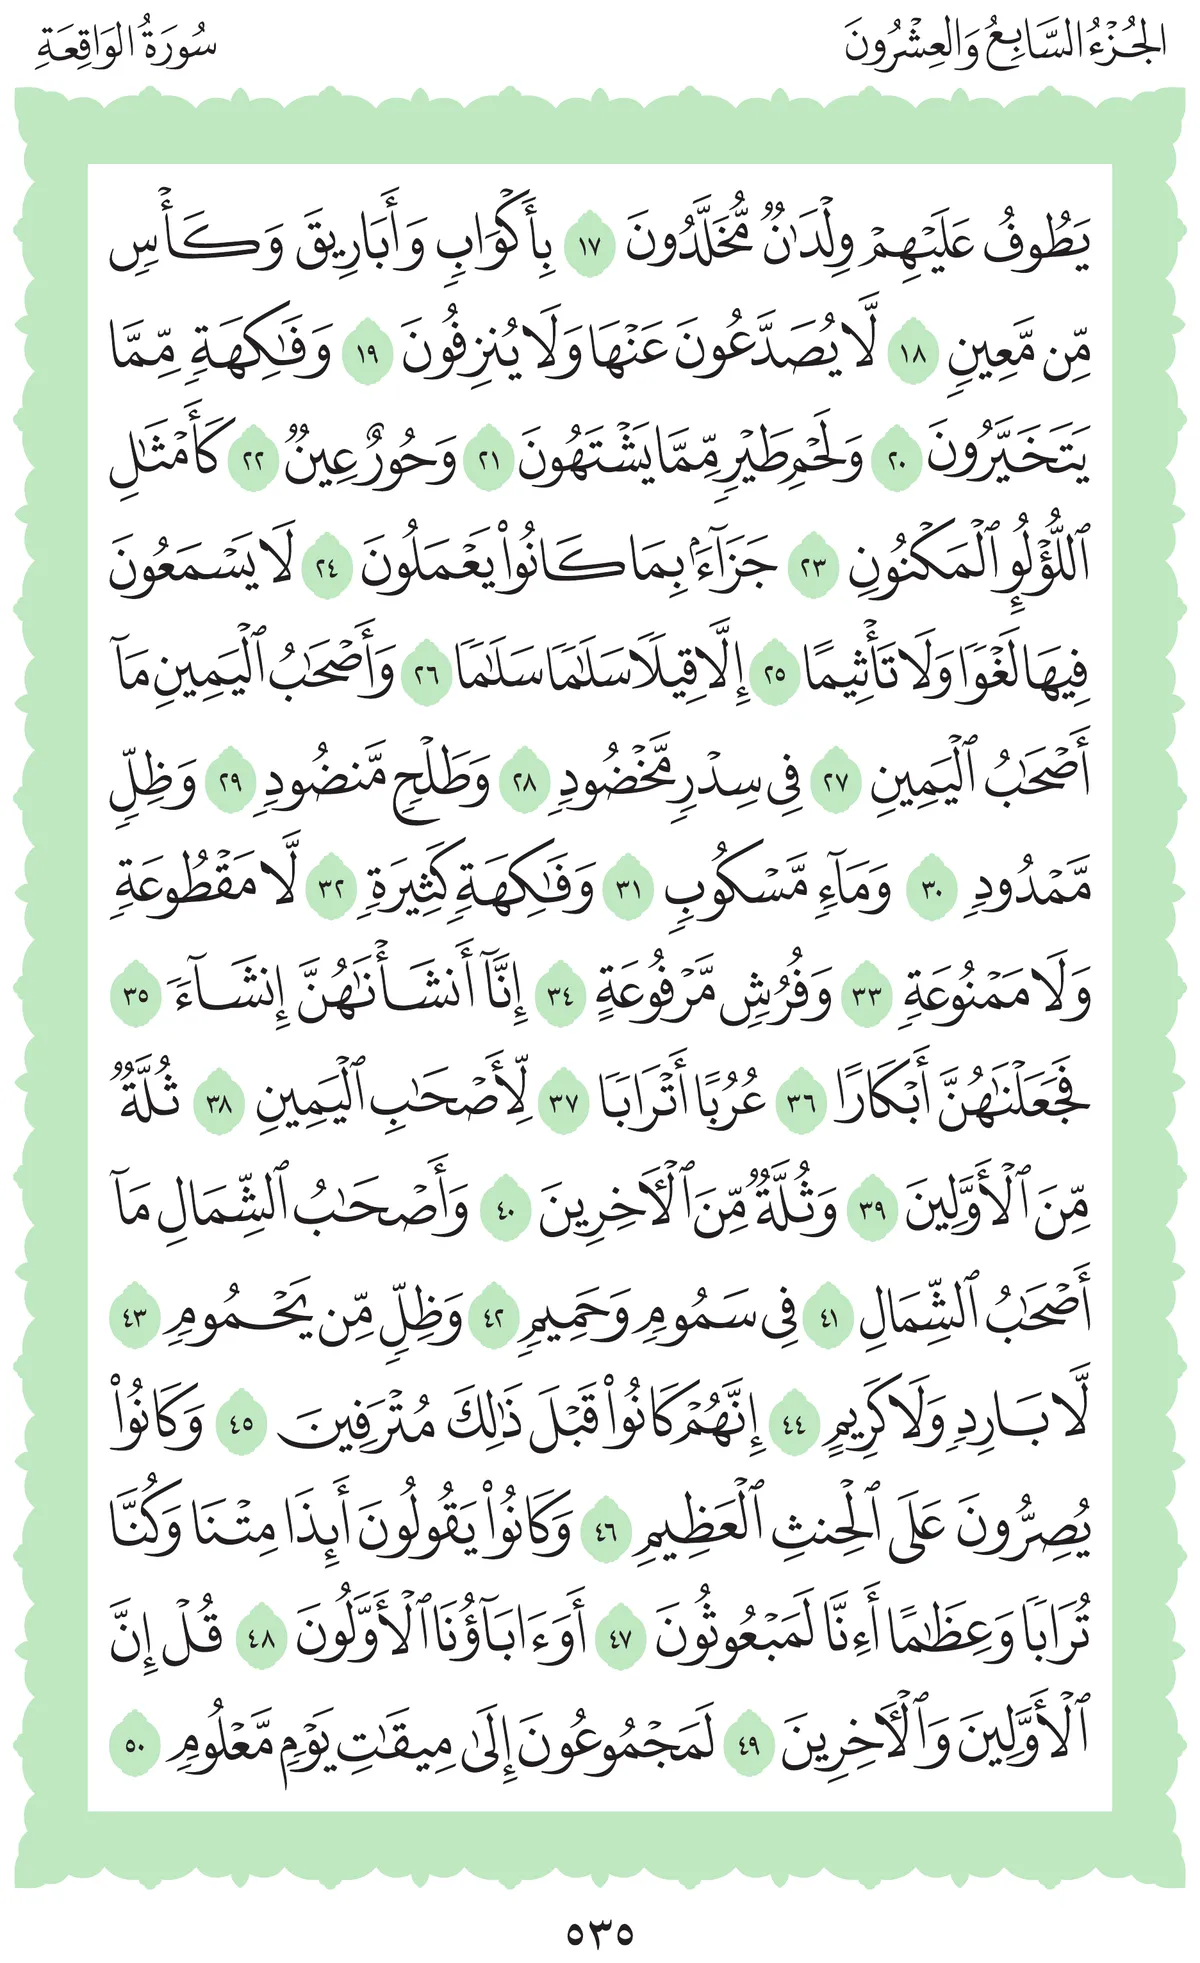 الجُزْءُ السَّابِعُ وَالعِشْرُونَ
سُورَةُ الوَاقِعَةِ
يَطُوفُ عَلَيْهِمْ وِلْدَٰنٌ مُّخَلَّدُونَ ١٧ بِأَكْوَابٍ وَأَبَارِيقَ وَكَأْسٍ
مِّن مَّعِينٍ ١٨ لَّا يُصَدَّعُونَ عَنْهَا وَلَا يُنزِفُونَ ١٩ وَفَٰكِهَةٍ مِّمَّا
يَتَخَيَّرُونَ ٢٠ وَلَحْمِ طَيْرٍ مِّمَّا يَشْتَهُونَ ٢١ وَحُورٌ عِينٌ ٢٢ كَأَمْثَٰلِ
ٱللُّؤْلُؤِ ٱلْمَكْنُونِ ٢٣ جَزَآءًۢ بِمَا كَانُوا۟ يَعْمَلُونَ ٢٤ لَا يَسْمَعُونَ
فِيهَا لَغْوًا وَلَا تَأْثِيمًا ٢٥ إِلَّا قِيلًا سَلَٰمًا سَلَٰمًا ٢٦ وَأَصْحَٰبُ ٱلْيَمِينِ مَآ
أَصْحَٰبُ ٱلْيَمِينِ ٢٧ فِى سِدْرٍ مَّخْضُودٍ ٢٨ وَطَلْحٍ مَّنضُودٍ ٢٩ وَظِلٍّ
مَّمْدُودٍ ٣٠ وَمَآءٍ مَّسْكُوبٍ ٣١ وَفَٰكِهَةٍ كَثِيرَةٍ ٣٢ لَّا مَقْطُوعَةٍ
وَلَا مَمْنُوعَةٍ ٣٣ وَفُرُشٍ مَّرْفُوعَةٍ ٣٤ إِنَّآ أَنشَأْنَٰهُنَّ إِنشَآءً ٣٥
فَجَعَلْنَٰهُنَّ أَبْكَارًا ٣٦ عُرُبًا أَتْرَابًا ٣٧ لِّأَصْحَٰبِ ٱلْيَمِينِ ٣٨ ثُلَّةٌ
مِّنَ ٱلْأَوَّلِينَ ٣٩ وَثُلَّةٌ مِّنَ ٱلْـَٔاخِرِينَ ٤٠ وَأَصْحَٰبُ ٱلشِّمَالِ مَآ
أَصْحَٰبُ ٱلشِّمَالِ ٤١ فِى سَمُومٍ وَحَمِيمٍ ٤٢ وَظِلٍّ مِّن يَحْمُومٍ ٤٣
لَّا بَارِدٍ وَلَا كَرِيمٍ ٤٤ إِنَّهُمْ كَانُوا۟ قَبْلَ ذَٰلِكَ مُتْرَفِينَ ٤٥ وَكَانُوا۟
يُصِرُّونَ عَلَى ٱلْحِنثِ ٱلْعَظِيمِ ٤٦ وَكَانُوا۟ يَقُولُونَ أَئِذَا مِتْنَا وَكُنَّا
تُرَابًا وَعِظَٰمًا أَءِنَّا لَمَبْعُوثُونَ ٤٧ أَوَءَابَآؤُنَا ٱلْأَوَّلُونَ ٤٨ قُلْ إِنَّ
ٱلْأَوَّلِينَ وَٱلْـَٔاخِرِينَ ٤٩ لَمَجْمُوعُونَ إِلَىٰ مِيقَٰتِ يَوْمٍ مَّعْلُومٍ ٥٠
٥٣٥